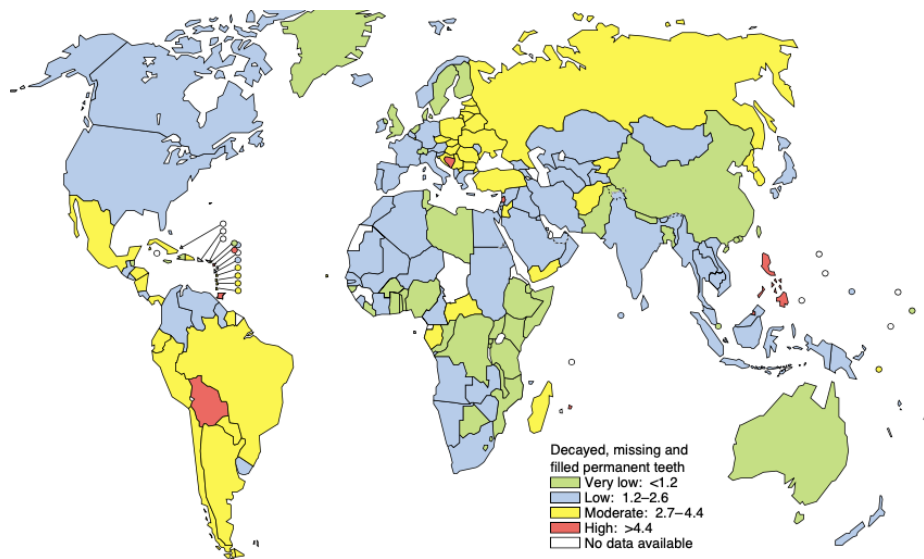 Decayed, missing and
filled permanent teeth
Very low: <1.2
Low: 1.2–2.6
Moderate: 2.7–4.4
High: >4.4
No data available